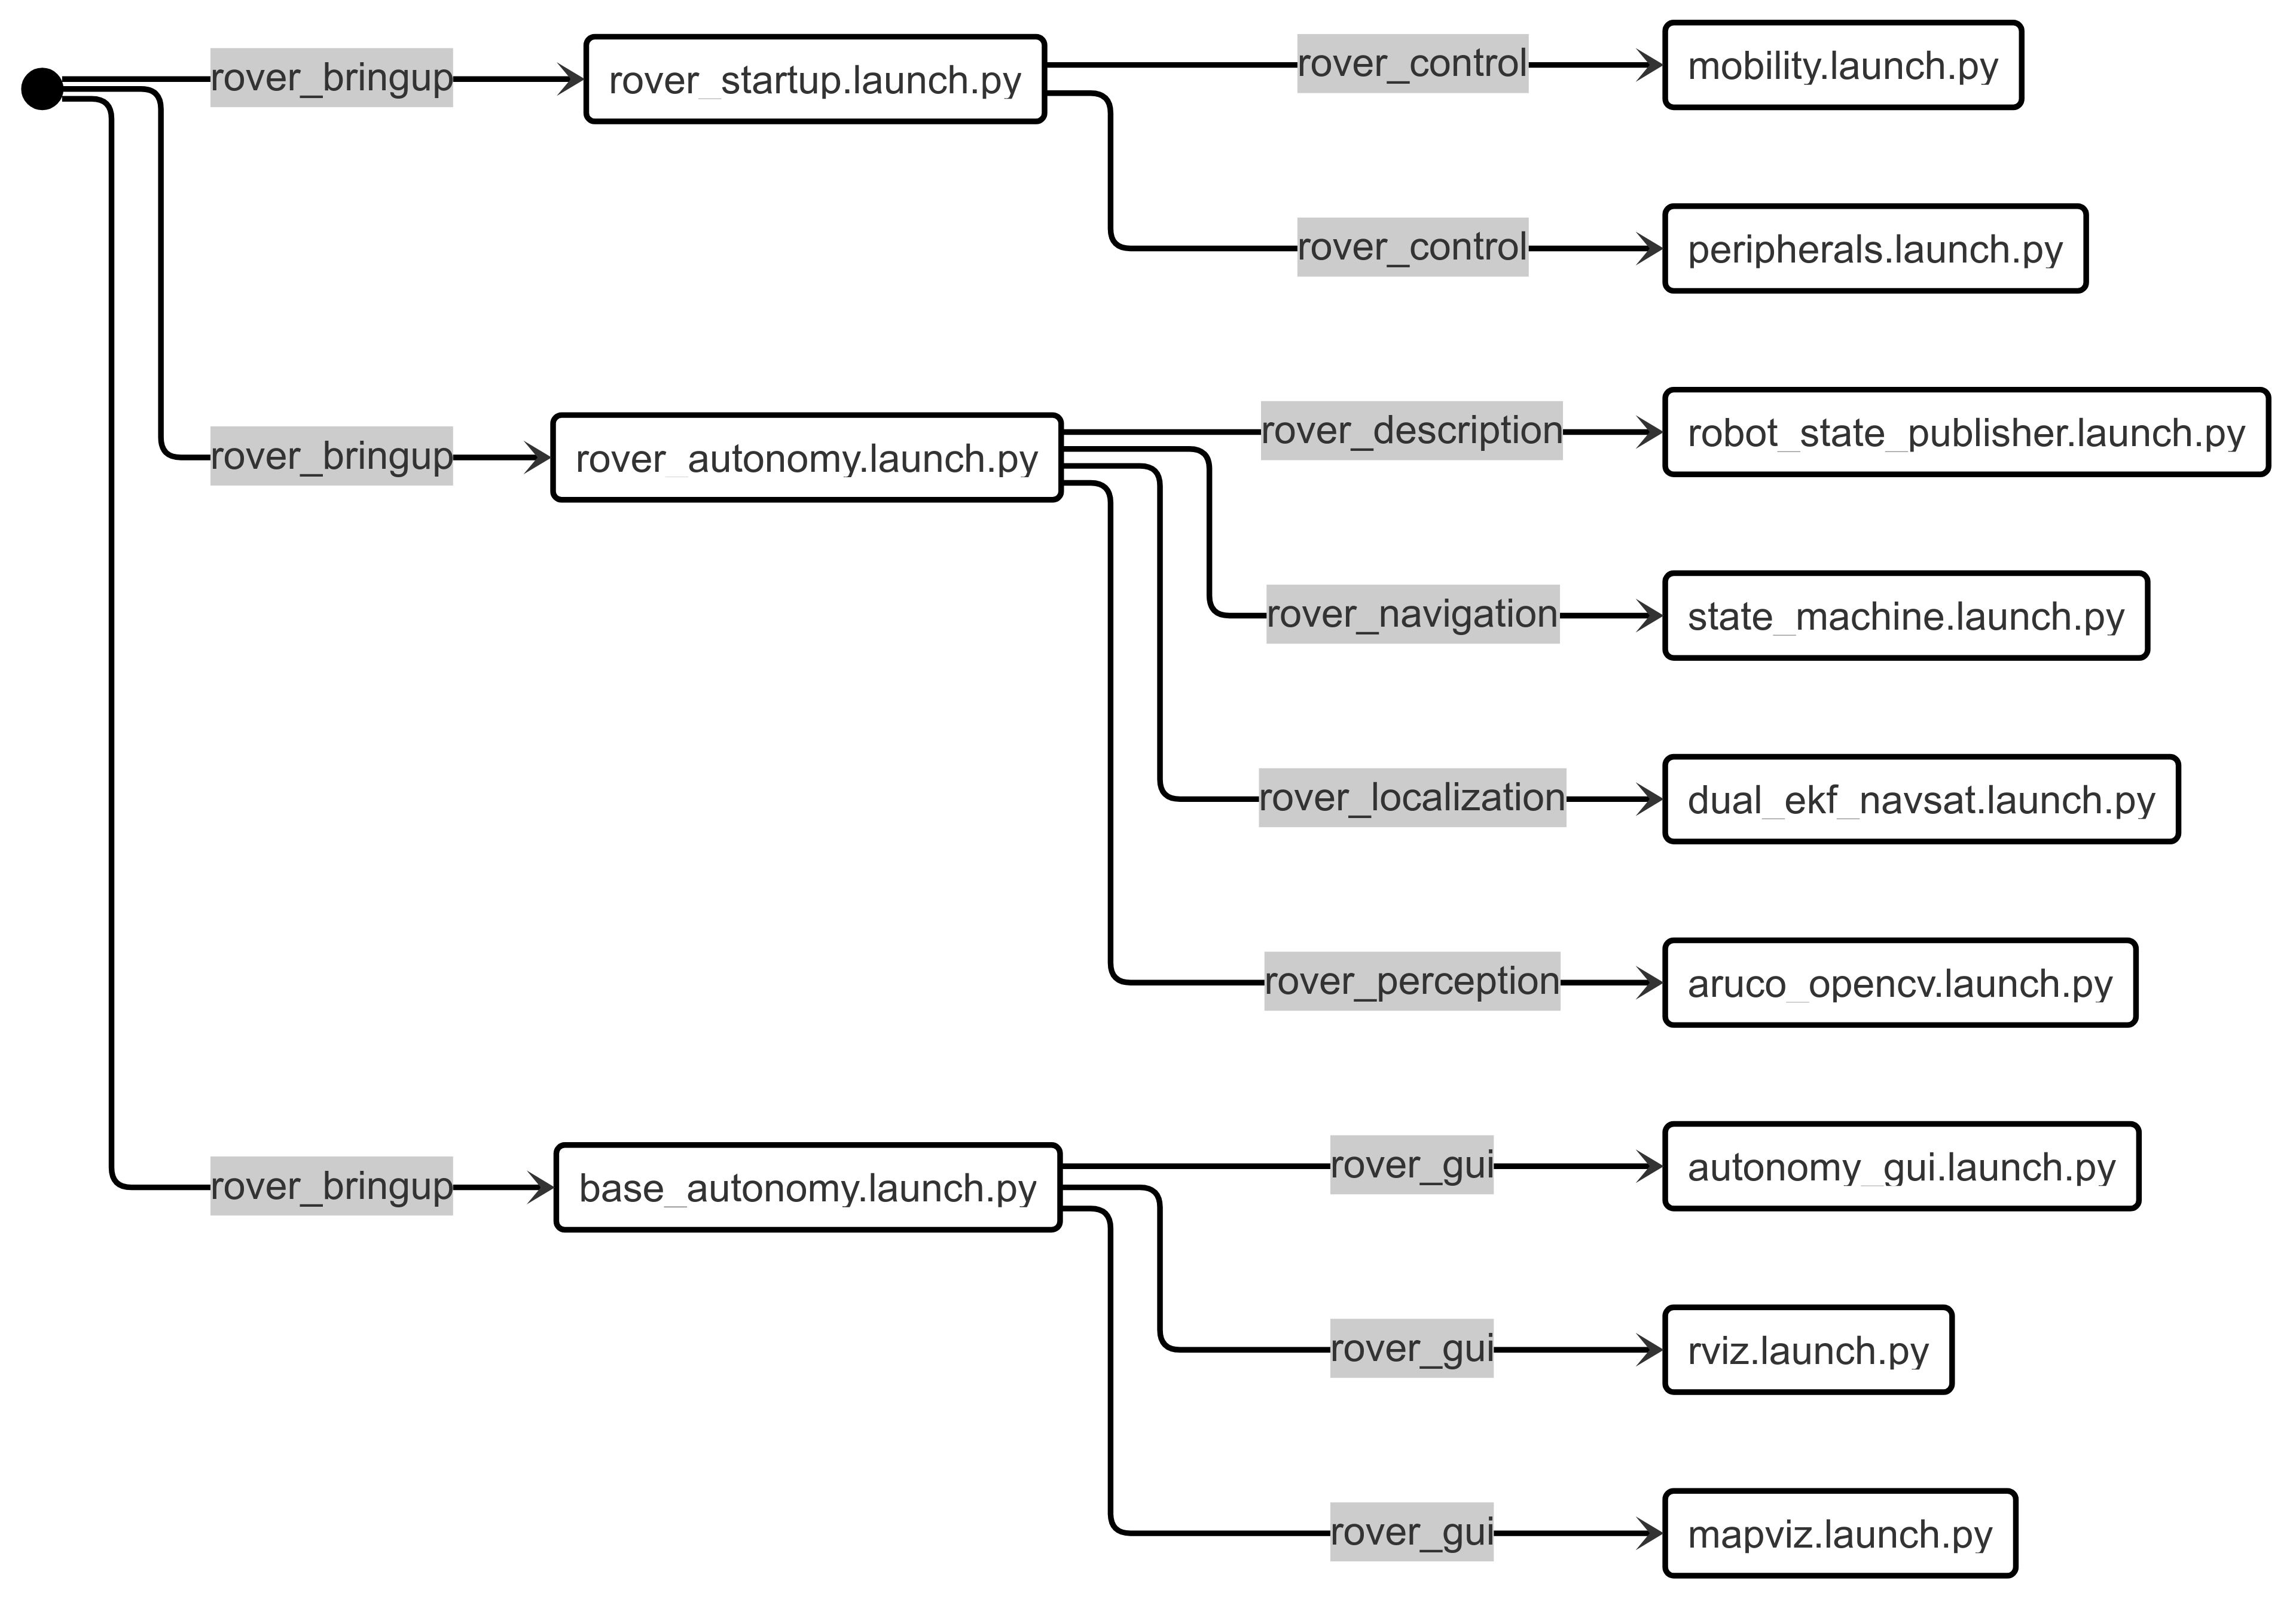 rover_bringup
rover_startup.launch.py
rover_control
mobility.launch.py
rover_control
peripherals.launch.py
rover_bringup
rover_autonomy.launch.py
rover_description
robot_state_publisher.launch.py
rover_navigation
state_machine.launch.py
rover_localization
dual_ekf_navsat.launch.py
rover_perception
aruco_opencv.launch.py
rover_bringup
base_autonomy.launch.py
rover_gui
autonomy_gui.launch.py
rover_gui
rviz.launch.py
rover_gui
mapviz.launch.py